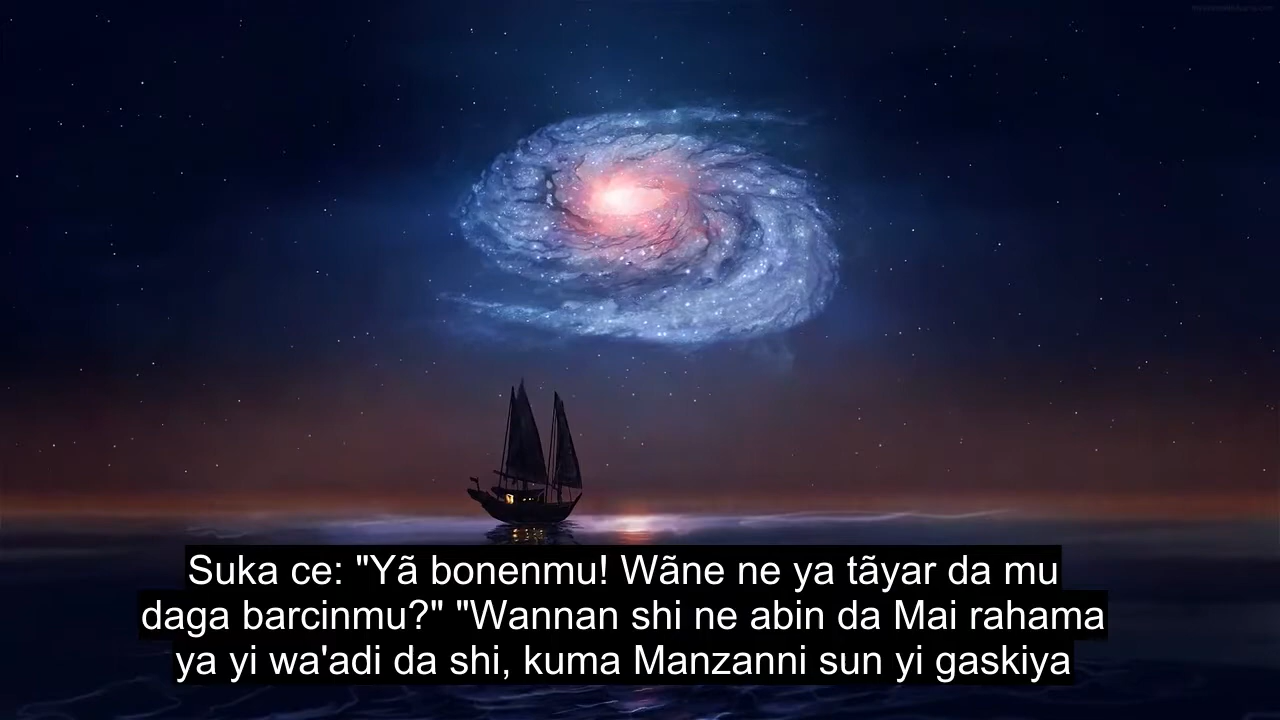 Suka ce: "Yã bonenmu! Wãne ne ya tãyar da mu
daga barcinmu?" "Wannan shi ne abin da Mai rahama
ya yi wa'adi da shi, kuma Manzanni sun yi gaskiya